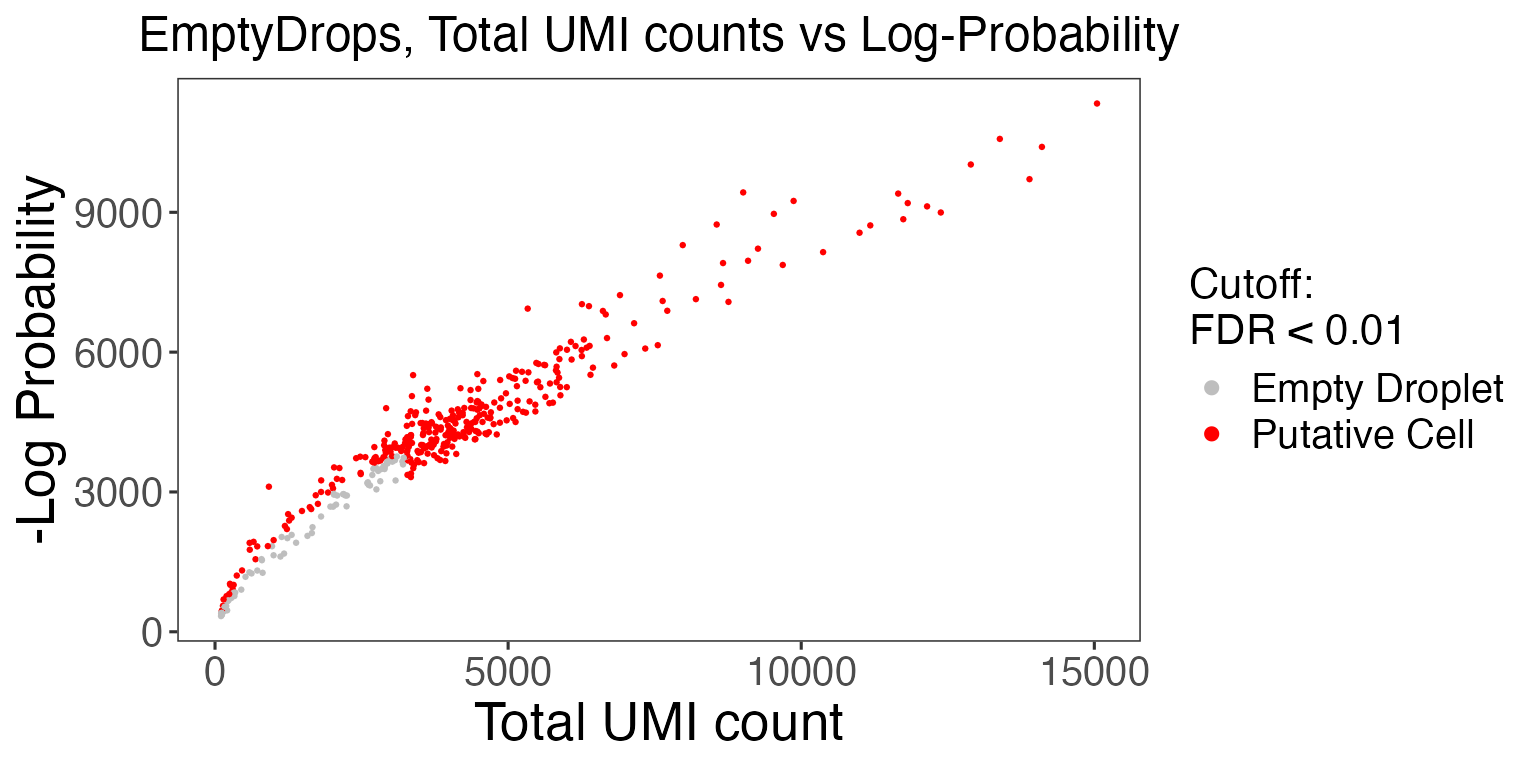 EmptyDrops, Total UMI counts vs Log-Probability
-Log Probability
9000
6000
3000
0
0 5000 10000 15000
Total UMI count
Cutoff:
FDR < 0.01
Empty Droplet
Putative Cell